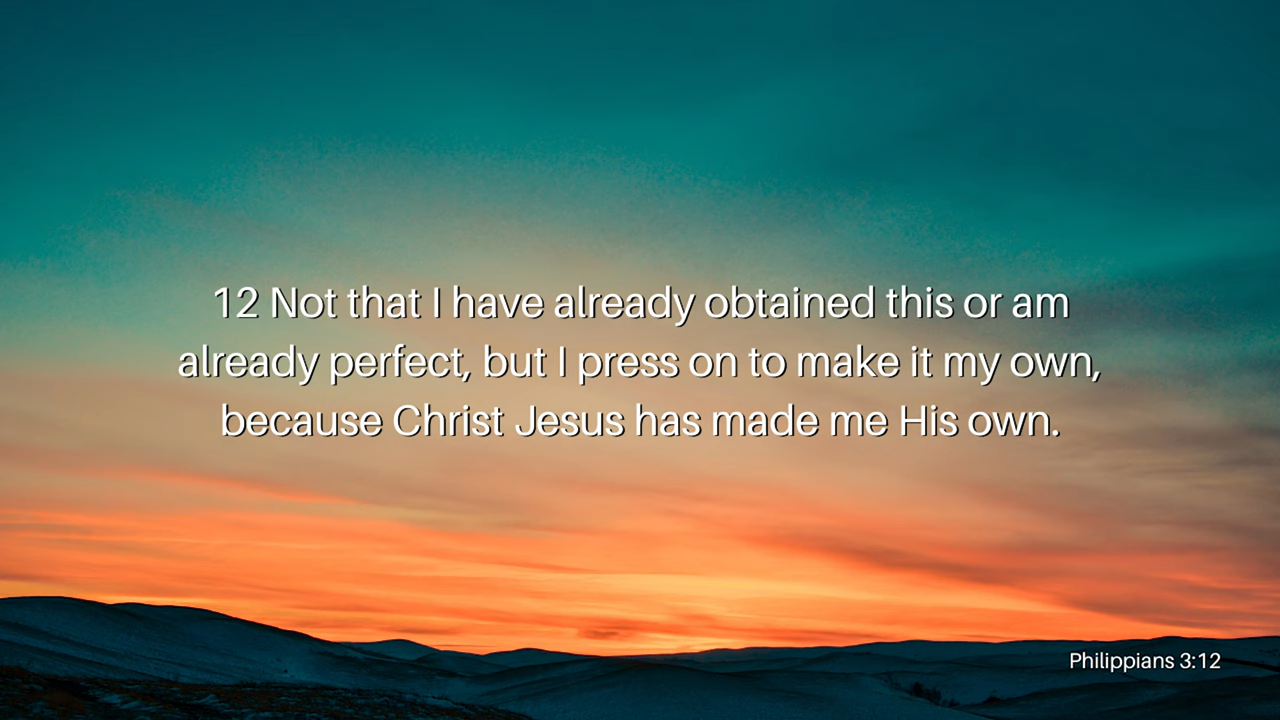 12 Not that I have already obtained this or am
already perfect, but I press on to make it my own,
because Christ Jesus has made me His own.
Philippians 3:12